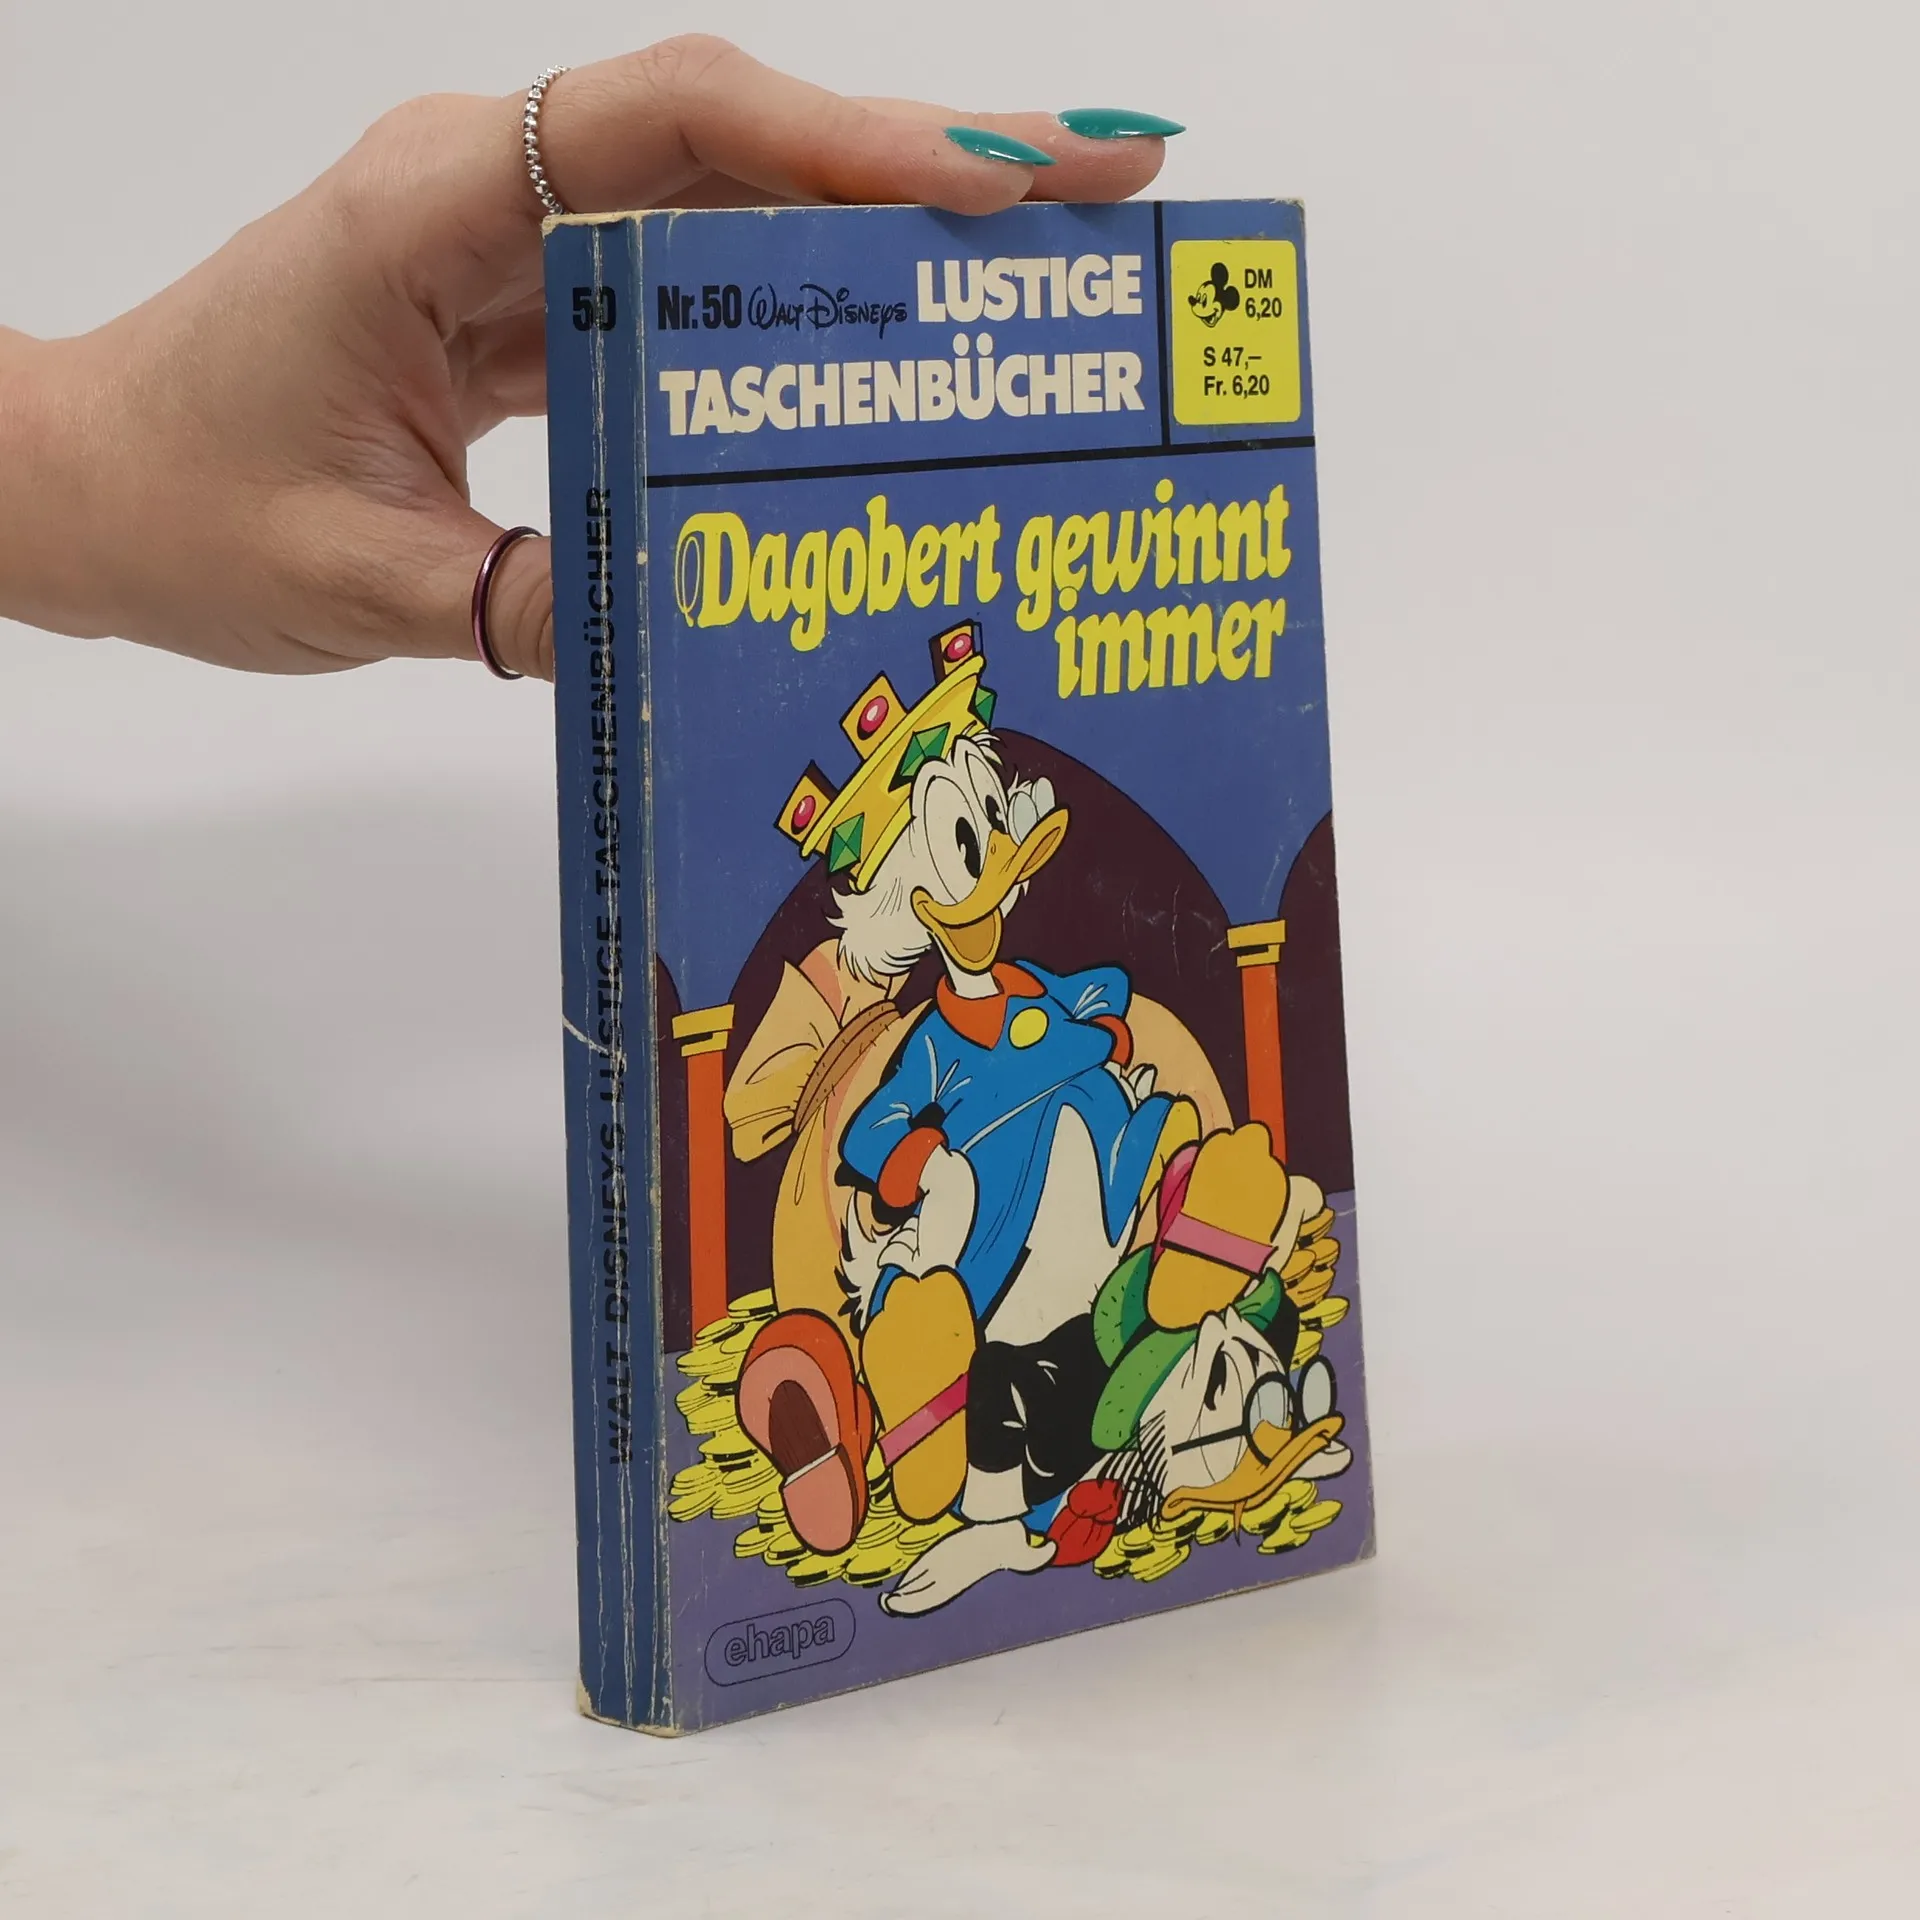 50
WALT DISNEYS LUSTIGE TASCHENBÜCHER
Nr. 50 Walt Disneys LUSTIGE
TASCHENBÜCHER
DM
6,20
S 47,–
Fr. 6,20
Dagobert gewinnt
immer
ehapa